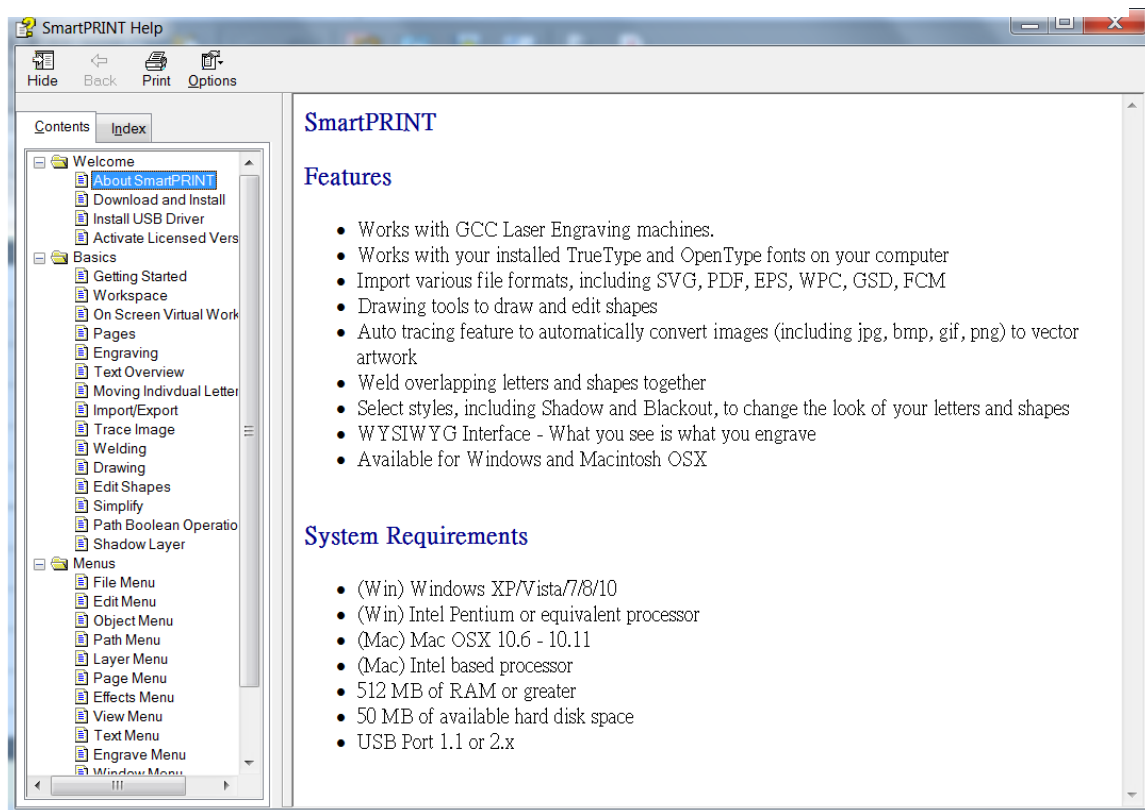 SmartPRINT Help
Hide
Back
Print
Options
Contents
Index
Welcome
About SmartPRINT
Download and Install
Install USB Driver
Activate Licensed Vers
Basics
Getting Started
Workspace
On Screen Virtual Work
Pages
Engraving
Text Overview
Moving Indivdual Letter
Import/Export
Trace Image
Welding
Drawing
Edit Shapes
Simplify
Path Boolean Operatio
Shadow Layer
Menus
File Menu
Edit Menu
Object Menu
Path Menu
Layer Menu
Page Menu
Effects Menu
View Menu
Text Menu
Engrave Menu
Window Menu
SmartPRINT
Features
• Works with GCC Laser Engraving machines.
• Works with your installed TrueType and OpenType fonts on your computer
• Import various file formats, including SVG, PDF, EPS, WPC, GSD, FCM
• Drawing tools to draw and edit shapes
• Auto tracing feature to automatically convert images (including jpg, bmp, gif, png) to vector
artwork
• Weld overlapping letters and shapes together
• Select styles, including Shadow and Blackout, to change the look of your letters and shapes
• WYSIWYG Interface - What you see is what you engrave
• Available for Windows and Macintosh OSX
System Requirements
• (Win) Windows XP/Vista/7/8/10
• (Win) Intel Pentium or equivalent processor
• (Mac) Mac OSX 10.6 - 10.11
• (Mac) Intel based processor
• 512 MB of RAM or greater
• 50 MB of available hard disk space
• USB Port 1.1 or 2.x